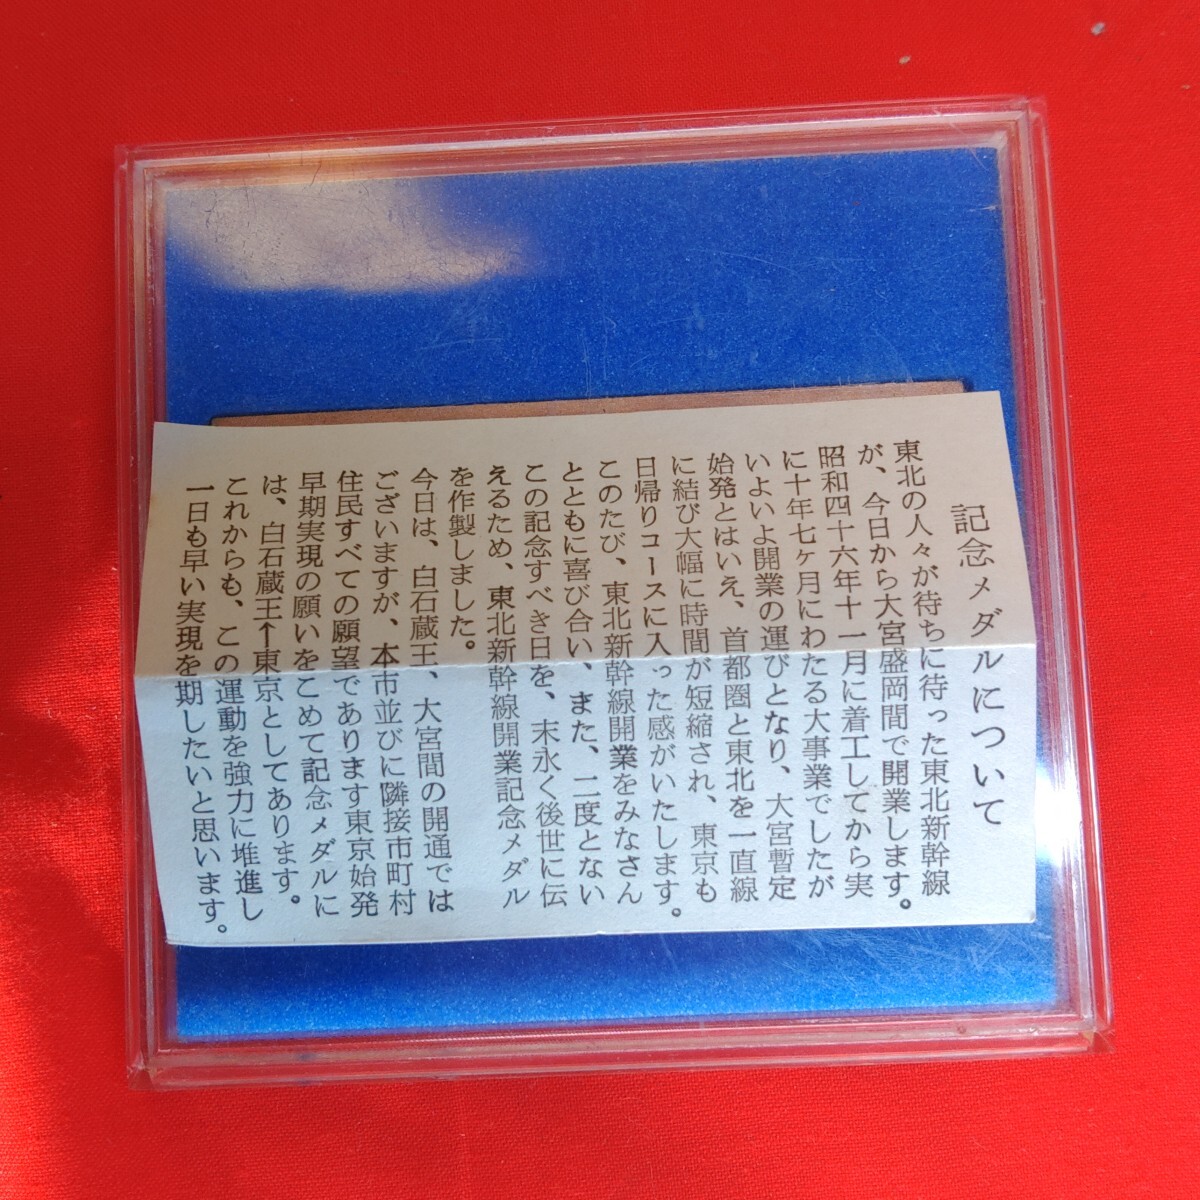 記念メダルについて
東北の人々が待ちに待った東北新幹線
が、今日から大宮盛岡間で開業します。
昭和四十六年十一月に着工してから実
に十年七ヶ月にわたる大事業でしたが
いよいよ開業の運びとなり、大宮暫定
始発とはいえ、首都圏と東北を一直線
に結び大幅に時間が短縮され、東京も
日帰りコースに入った感がいたします。
このたび、東北新幹線開業をみなさん
とともに喜び合い、また、二度とない
この記念すべき日を、末永く後世に伝
えるため、東北新幹線開業記念メダル
を作製しました。
今日は、白石蔵王、大宮間の開通では
ございますが、本市並びに隣接市町村
住民すべての願望であります東京始発
早期実現の願いをこめて記念メダルに
は、白石蔵王↑東京としてあります。
これからも、この運動を強力に堆進し
一日も早い実現を期したいと思います。